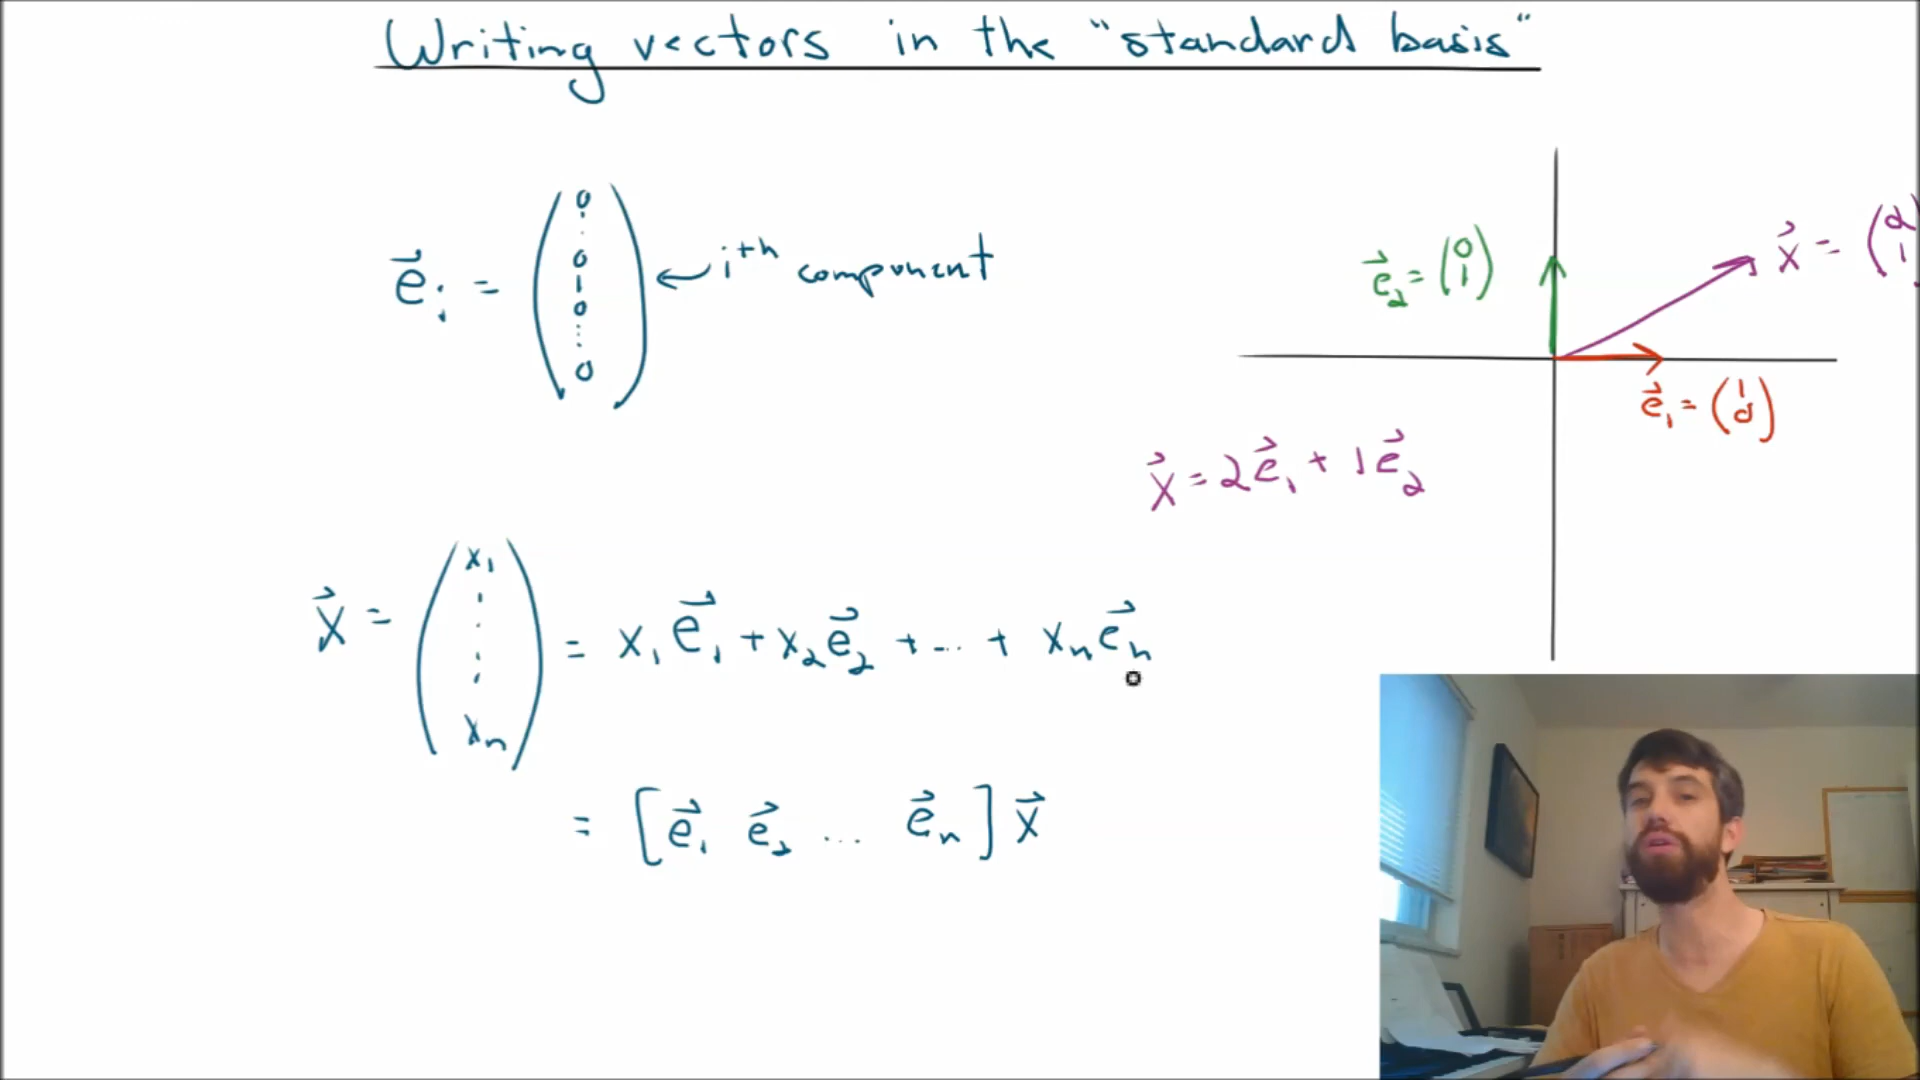 Writing vectors in the "standard basis"
e⃗ᵢ = (0 ⋮ 0 1 0 ⋮ 0) ← iᵗʰ component
e⃗₂ = (0 1)
x⃗ = (2 1)
e⃗₁ = (1 0)
x⃗ = 2e⃗₁ + 1e⃗₂
x⃗ = (x₁ ⋮ xₙ) = x₁e⃗₁ + x₂e⃗₂ + ... + xₙe⃗ₙ
= [e⃗₁ e⃗₂ ... e⃗ₙ] x⃗